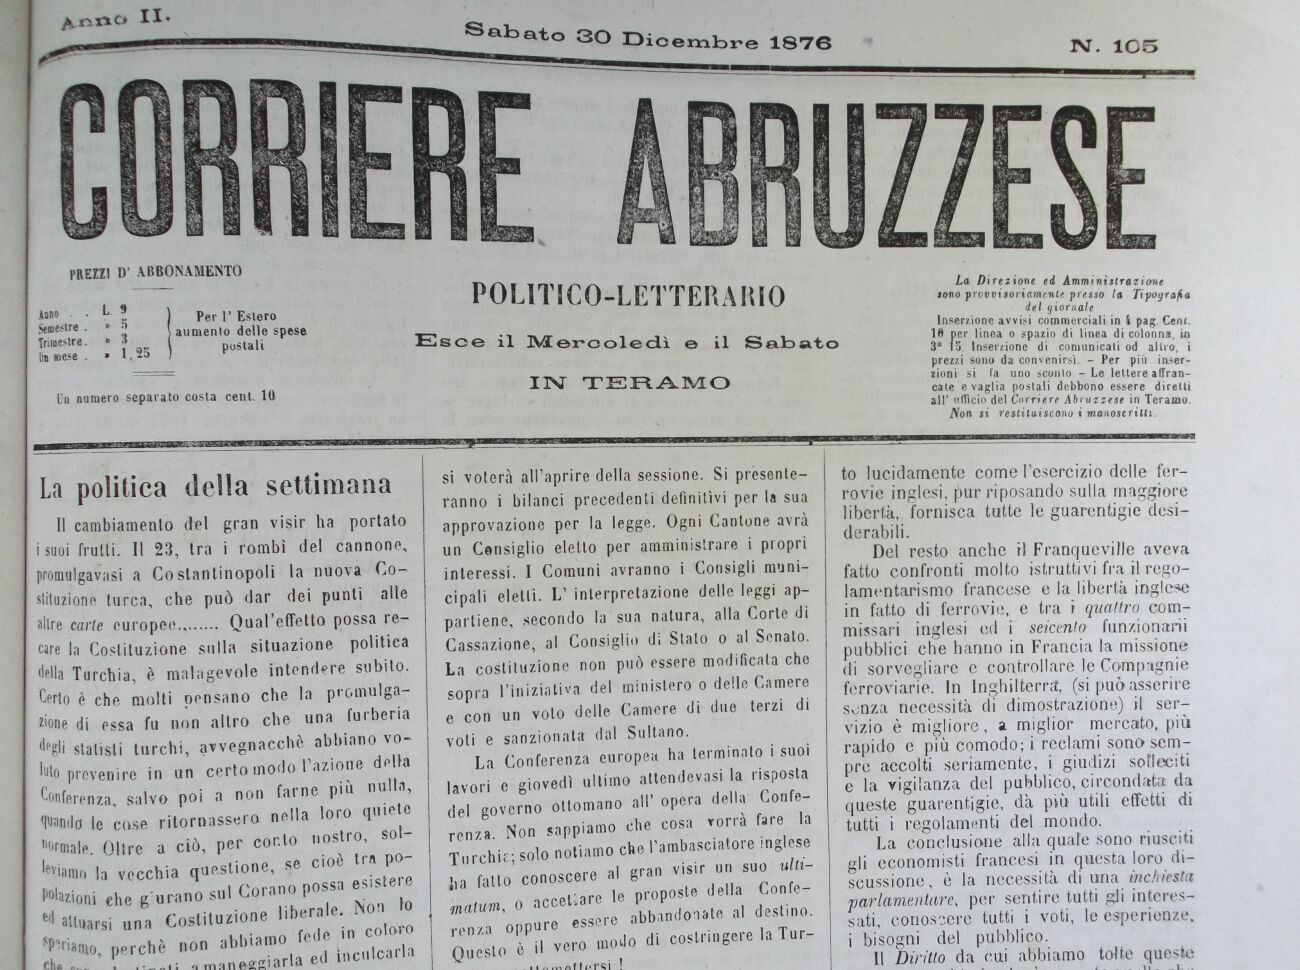 Anno II.
Sabato 30 Dicembre 1876
N. 105
CORRIERE ABRUZZESE
PREZZI D' ABBONAMENTO
Anno . . L. 9
Semestre . » 5
Trimestre . » 3
Un mese . » 1,25
Per l' Estero
aumento delle spese
postali
Un numero separato costa cent. 10
POLITICO-LETTERARIO
Esce il Mercoledì e il Sabato
IN TERAMO
La Direzione ed Amministrazione
sono provvisoriamente presso la Tipografia
del giornale
Inserzione avvisi commerciali in 4 pag. Cent.
10 per linea o spazio di linea di colonna, in
3ª 15. Inserzione di comunicati od altro, i
prezzi sono da convenirsi. - Per più inser-
zioni si fa uno sconto - Le lettere affran-
cate e vaglia postali debbono essere diretti
all' ufficio del Corriere Abruzzese in Teramo.
Non si restituiscono i manoscritti.
La politica della settimana
Il cambiamento del gran visir ha portato
i suoi frutti. Il 23, tra i rombi del cannone,
promulgavasi a Costantinopoli la nuova Co-
stituzione turca, che può dar dei punti alle
altre carte europee........ Qual'effetto possa re-
care la Costituzione sulla situazione politica
della Turchia, è malagevole intendere subito.
Certo è che molti pensano che la promulga-
zione di essa fu non altro che una furberia
degli statisti turchi, avvegnacchè abbiano vo-
luto prevenire in un certo modo l'azione della
Conferenza, salvo poi a non farne più nulla,
quando le cose ritornassero nella loro quiete
normale. Oltre a ciò, per conto nostro, sol-
leviamo la vecchia questione, se cioè tra po-
polazioni che giurano sul Corano possa esistere
ed attuarsi una Costituzione liberale. Non lo
speriamo, perchè non abbiamo fede in coloro
che a maneggiarla ed inculcarla
si voterà all'aprire della sessione. Si presente-
ranno i bilanci precedenti definitivi per la sua
approvazione per la legge. Ogni Cantone avrà
un Consiglio eletto per amministrare i propri
interessi. I Comuni avranno i Consigli muni-
cipali eletti. L' interpretazione delle leggi ap-
partiene, secondo la sua natura, alla Corte di
Cassazione, al Consiglio di Stato o al Senato.
La costituzione non può essere modificata che
sopra l'iniziativa del ministero o delle Camere
e con un voto delle Camere di due terzi di
voti e sanzionata dal Sultano.
La Conferenza europea ha terminato i suoi
lavori e giovedì ultimo attendevasi la risposta
del governo ottomano all' opera della Confe-
renza. Non sappiamo che cosa vorrà fare la
Turchia; solo notiamo che l'ambasciatore inglese
ha fatto conoscere al gran visir un suo ulti-
matum, o accettare le proposte della Confe-
renza oppure essere abbandonate al destino.
Questo è il vero modo di costringere la Tur-
to lucidamente come l'esercizio delle fer-
rovie inglesi, pur riposando sulla maggiore
libertà, fornisca tutte le guarentigie desi-
derabili.
Del resto anche il Franqueville aveva
fatto confronti molto istruttivi fra il rego-
lamentarismo francese e la libertà inglese
in fatto di ferrovie, e tra i quattro com-
missari inglesi ed i seicento funzionarii
pubblici che hanno in Francia la missione
di sorvegliare e controllare le Compagnie
ferroviarie. In Inghilterra, (si può asserire
senza necessità di dimostrazione) il ser-
vizio è migliore, a miglior mercato, più
rapido e più comodo; i reclami sono sem-
pre accolti seriamente, i giudizi solleciti
e la vigilanza del pubblico, circondata da
queste guarentigie, dà più utili effetti di
tutti i regolamenti del mondo.
La conclusione alla quale sono riusciti
gli economisti francesi in questa loro di-
scussione, è la necessità di una inchiesta
parlamentare, per sentire tutti gli interes-
sati, conoscere tutti i voti, le esperienze,
i bisogni del pubblico.
Il Diritto da cui abbiamo tolte queste